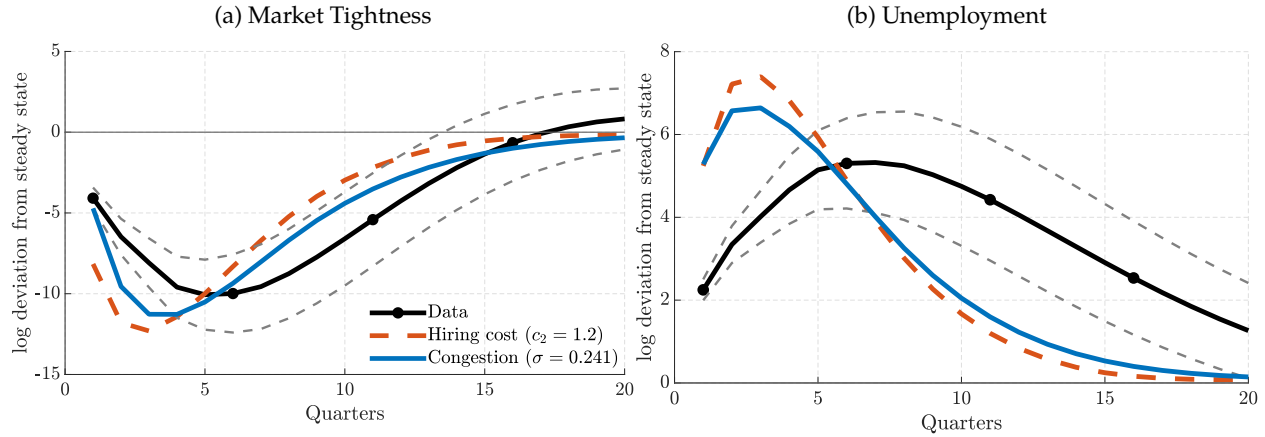 (a) Market Tightness
log deviation from steady state
5
0
-5
-10
-15
0
5
10
15
20
Quarters
Data
Hiring cost (c₂ = 1.2)
Congestion (σ = 0.241)
(b) Unemployment
log deviation from steady state
8
6
4
2
0
0
5
10
15
20
Quarters